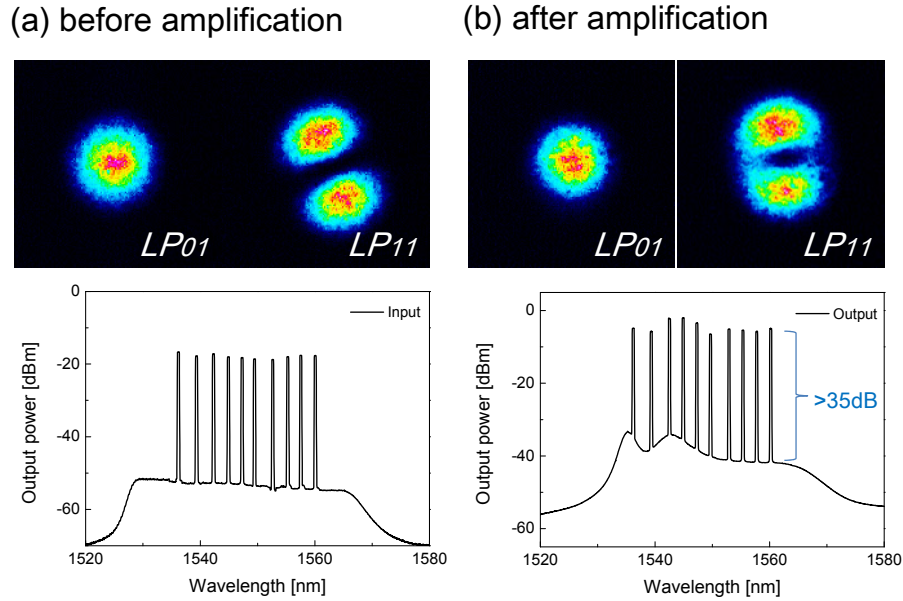 (a) before amplification
(b) after amplification
LP01
LP11
LP01
LP11
0
-20
-40
-60
Output power [dBm]
Input
1520
1540
1560
1580
Wavelength [nm]
0
-20
-40
-60
Output power [dBm]
Output
>35dB
1520
1540
1560
1580
Wavelength [nm]